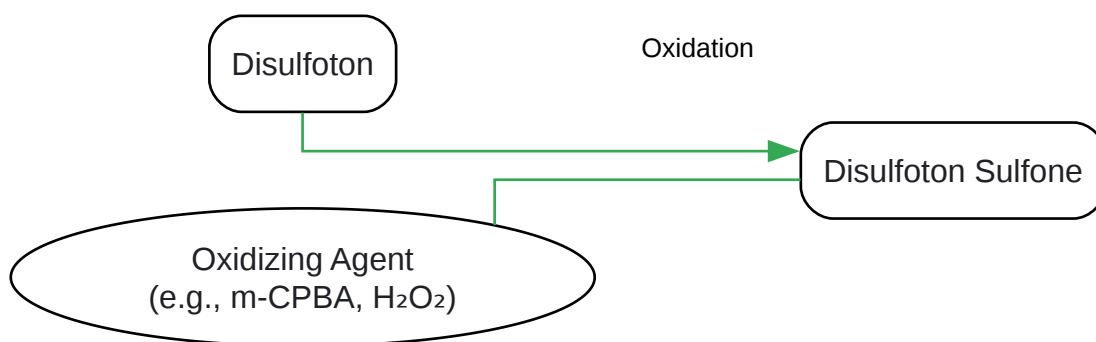 Disulfoton
Oxidation
Disulfoton Sulfone
Oxidizing Agent
(e.g., m-CPBA, H₂O₂)